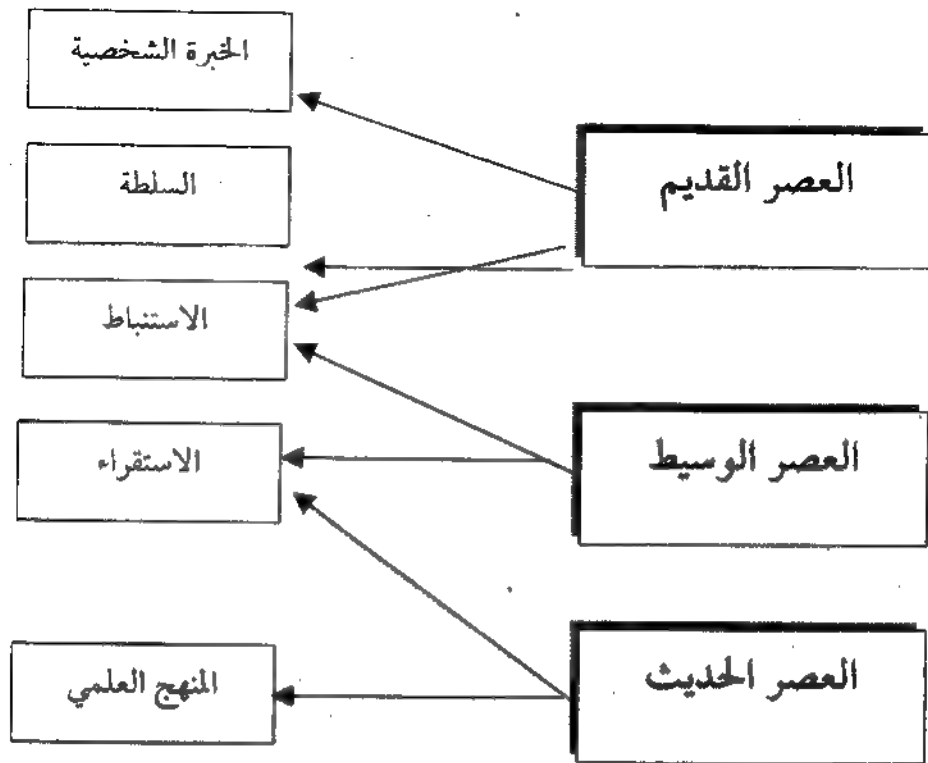 الخبرة الشخصية
العصر القديم
السلطة
الاستنباط
العصر الوسيط
الاستقراء
العصر الحديث
المنهج العلمي